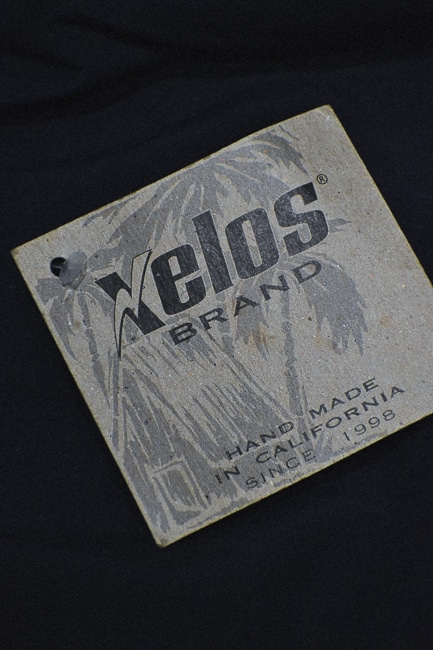 Xelos®
BRAND
HAND MADE
IN CALIFORNIA
SINCE 1998